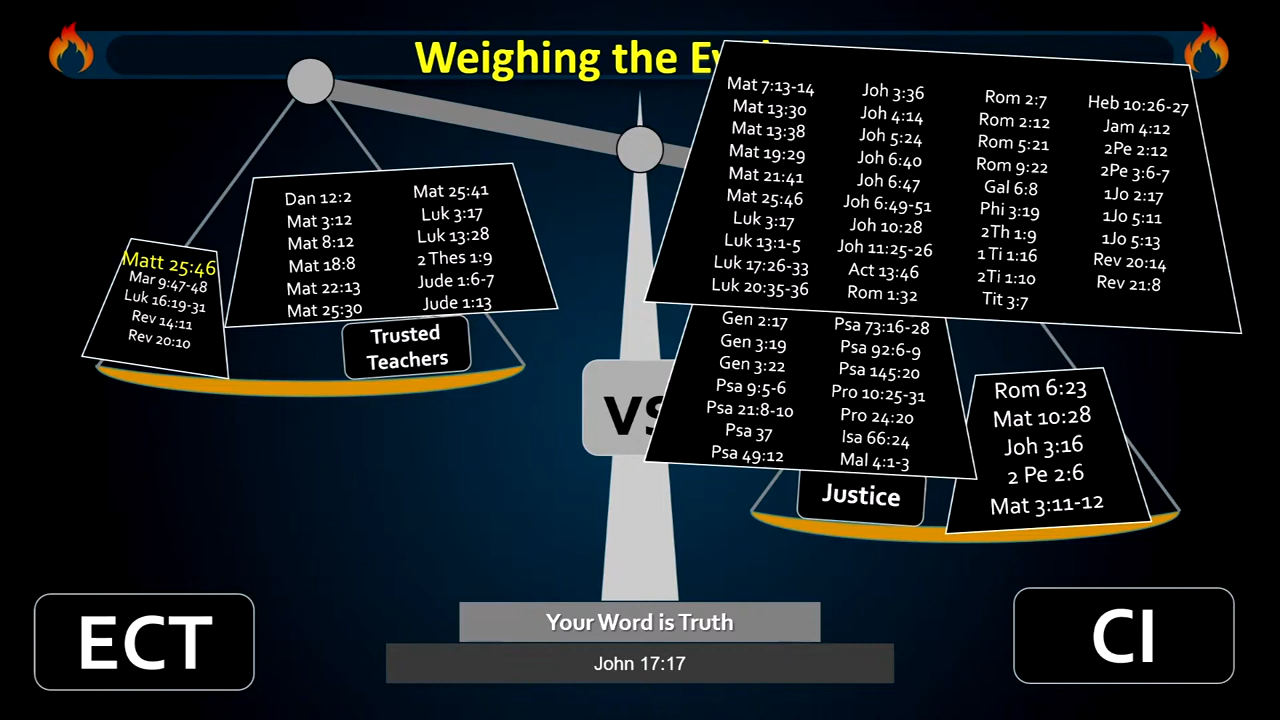 Weighing the
Matt 25:46
Mar 9:47-48
Luk 16:19-31
Rev 14:11
Rev 20:10
Dan 12:2
Mat 3:12
Mat 8:12
Mat 18:8
Mat 22:13
Mat 25:30
Mat 25:41
Luk 3:17
Luk 13:28
2 Thes 1:9
Jude 1:6-7
Jude 1:13
Trusted
Teachers
VS
Mat 7:13-14
Mat 13:30
Mat 13:38
Mat 19:29
Mat 21:41
Mat 25:46
Luk 3:17
Luk 13:1-5
Luk 17:26-33
Luk 20:35-36
Joh 3:36
Joh 4:14
Joh 5:24
Joh 6:40
Joh 6:47
Joh 6:49-51
Joh 10:28
Joh 11:25-26
Act 13:46
Rom 1:32
Rom 2:7
Rom 2:12
Rom 5:21
Rom 9:22
Gal 6:8
Phi 3:19
2Th 1:9
1 Ti 1:16
2Ti 1:10
Tit 3:7
Heb 10:26-27
Jam 4:12
2Pe 2:12
2Pe 3:6-7
1Jo 2:17
1Jo 5:11
1Jo 5:13
Rev 20:14
Rev 21:8
Gen 2:17
Gen 3:19
Gen 3:22
Psa 9:5-6
Psa 21:8-10
Psa 37
Psa 49:12
Psa 73:16-28
Psa 92:6-9
Psa 145:20
Pro 10:25-31
Pro 24:20
Isa 66:24
Mal 4:1-3
Rom 6:23
Mat 10:28
Joh 3:16
2 Pe 2:6
Mat 3:11-12
Justice
ECT
CI
Your Word is Truth
John 17:17